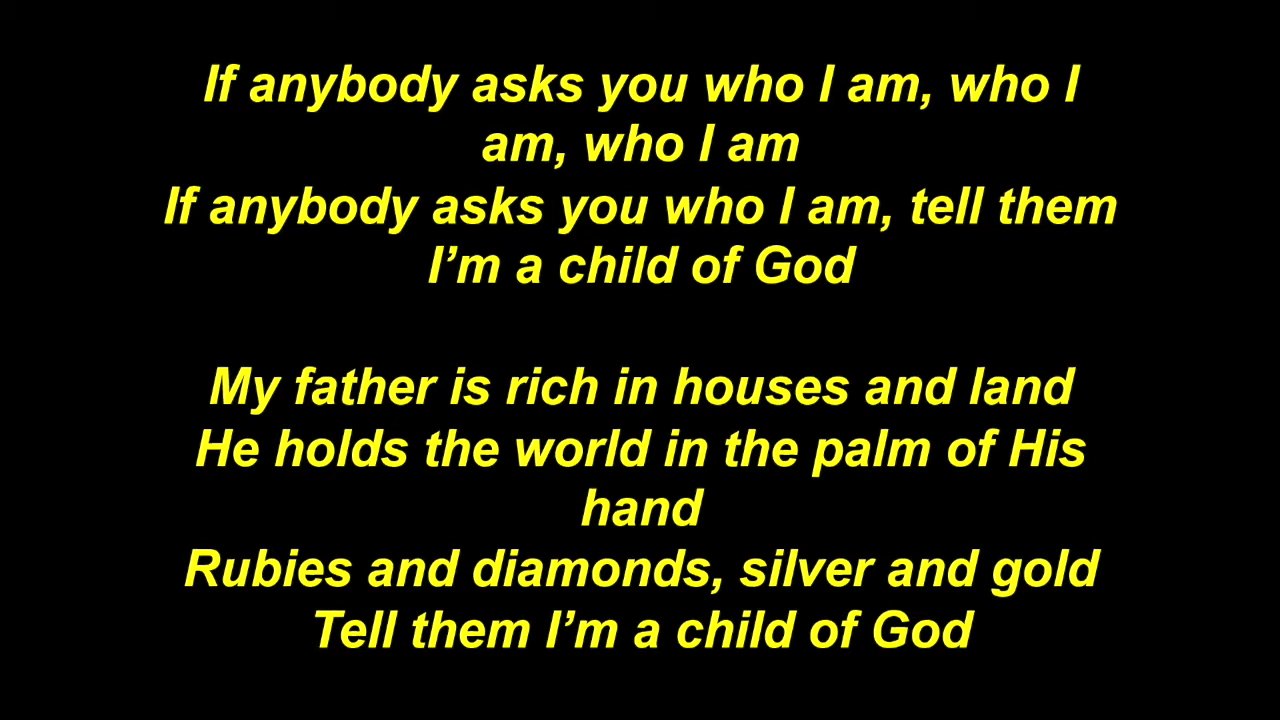 If anybody asks you who I am, who I
am, who I am
If anybody asks you who I am, tell them
I’m a child of God
My father is rich in houses and land
He holds the world in the palm of His
hand
Rubies and diamonds, silver and gold
Tell them I’m a child of God